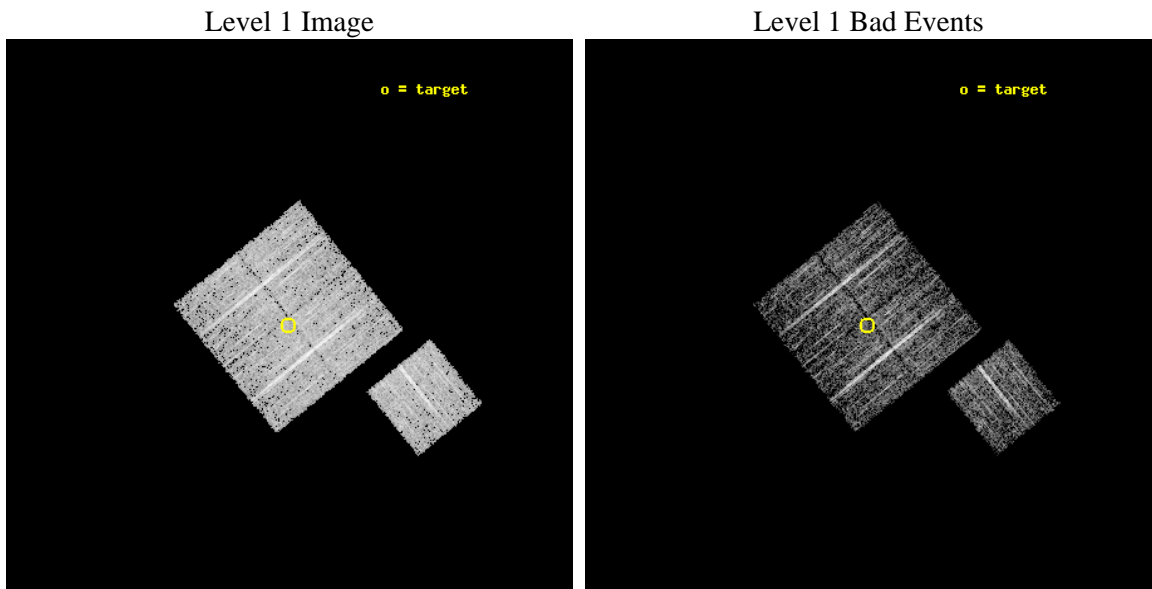 Level 1 Image
Level 1 Bad Events
o = target
o = target